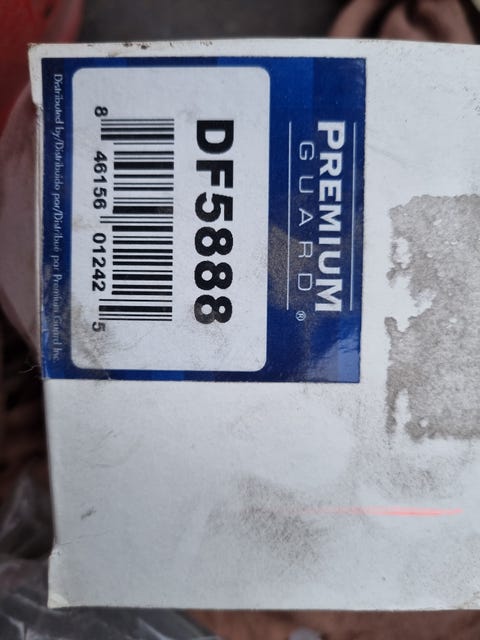 PREMIUM
GUARD®
DF5888
8 46156 01242 5
Distributed by/Distribuido por/Distribué par Premium Guard Inc.